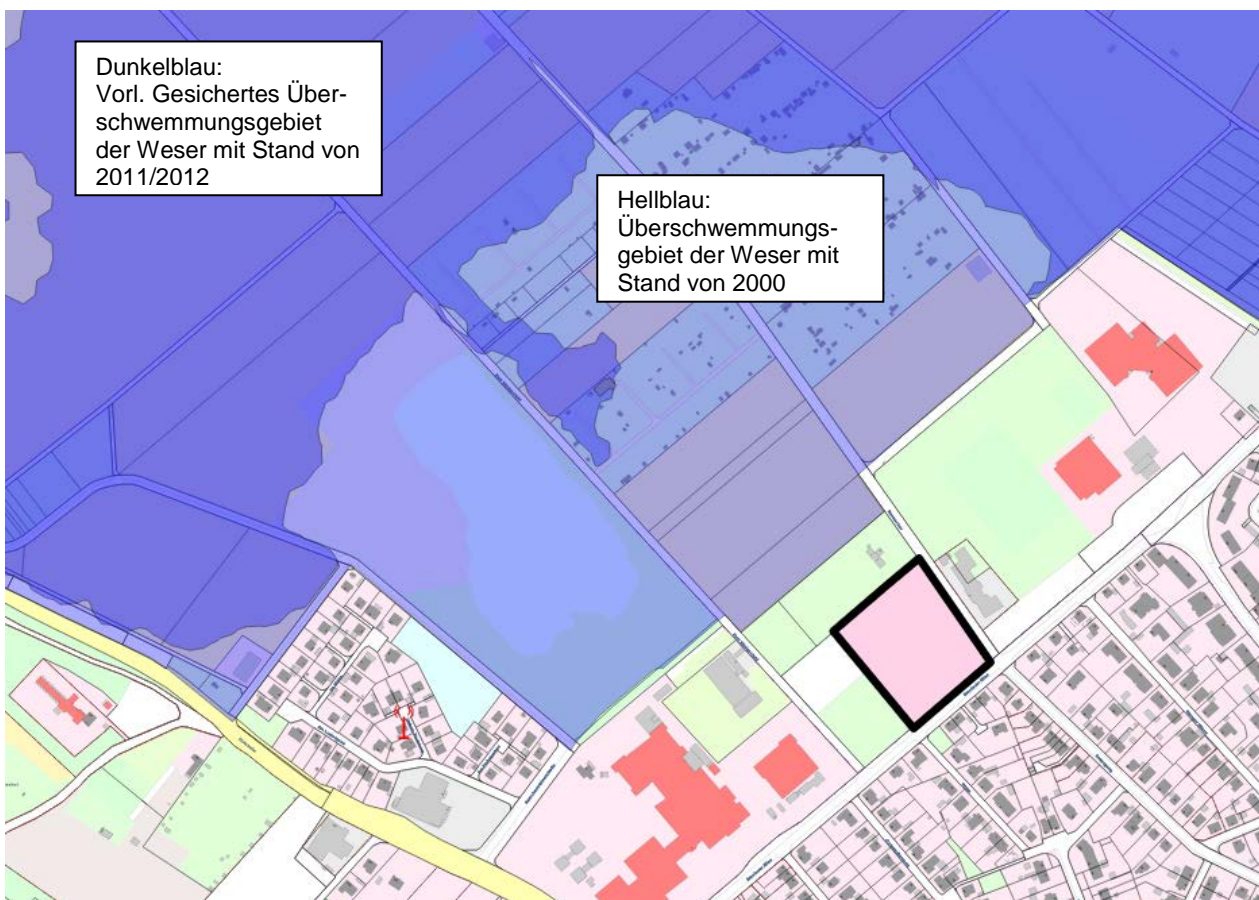 Dunkelblau:
Vorl. Gesichertes Über-
schwemmungsgebiet
der Weser mit Stand von
2011/2012
Hellblau:
Überschwemmungs-
gebiet der Weser mit
Stand von 2000